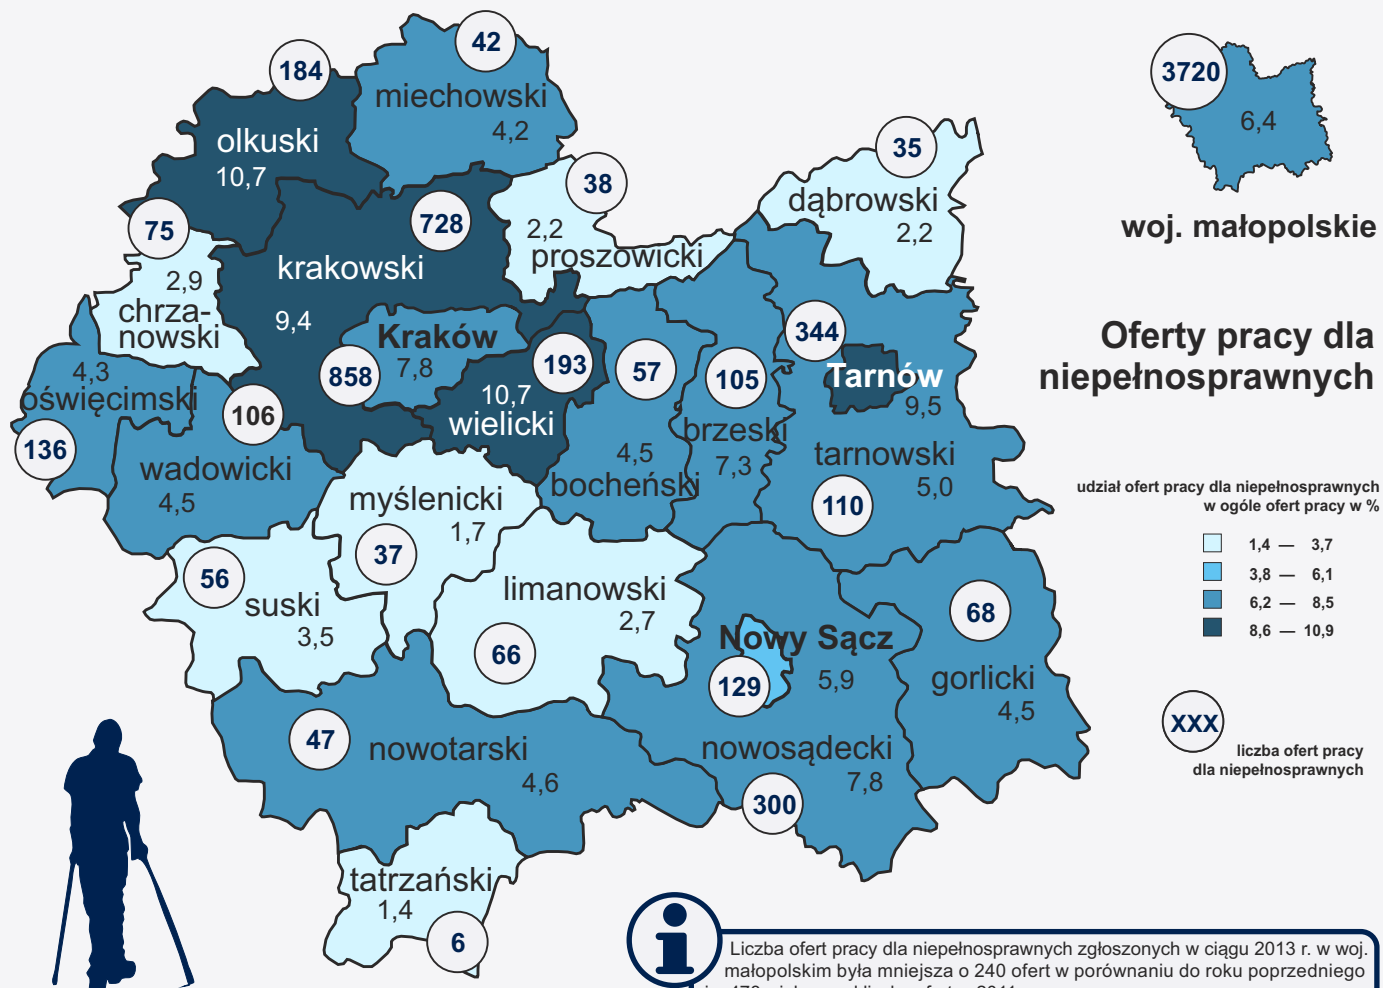 42
184
miechowski
4,2
olkuski
10,7
3720
6,4
woj. małopolskie
35
dąbrowski
2,2
38
2,2
proszowicki
75
2,9
chrza-
nowski
728
krakowski
9,4
Kraków
7,8
858
193
10,7
wielicki
57
4,5
bocheński
105
brzeski
7,3
344
Tarnów
9,5
tarnowski
5,0
110
4,3
oświęcimski
136
106
wadowicki
4,5
myślenicki
1,7
37
56
suski
3,5
limanowski
2,7
66
Nowy Sącz
129
5,9
68
gorlicki
4,5
47
nowotarski
4,6
nowosądecki
7,8
300
tatrzański
1,4
6
Oferty pracy dla
niepełnosprawnych
udział ofert pracy dla niepełnosprawnych
w ogóle ofert pracy w %
1,4 — 3,7
3,8 — 6,1
6,2 — 8,5
8,6 — 10,9
xxx
liczba ofert pracy
dla niepełnosprawnych
i
Liczba ofert pracy dla niepełnosprawnych zgłoszonych w ciągu 2013 r. w woj.
małopolskim była mniejsza o 240 ofert w porównaniu do roku poprzedniego